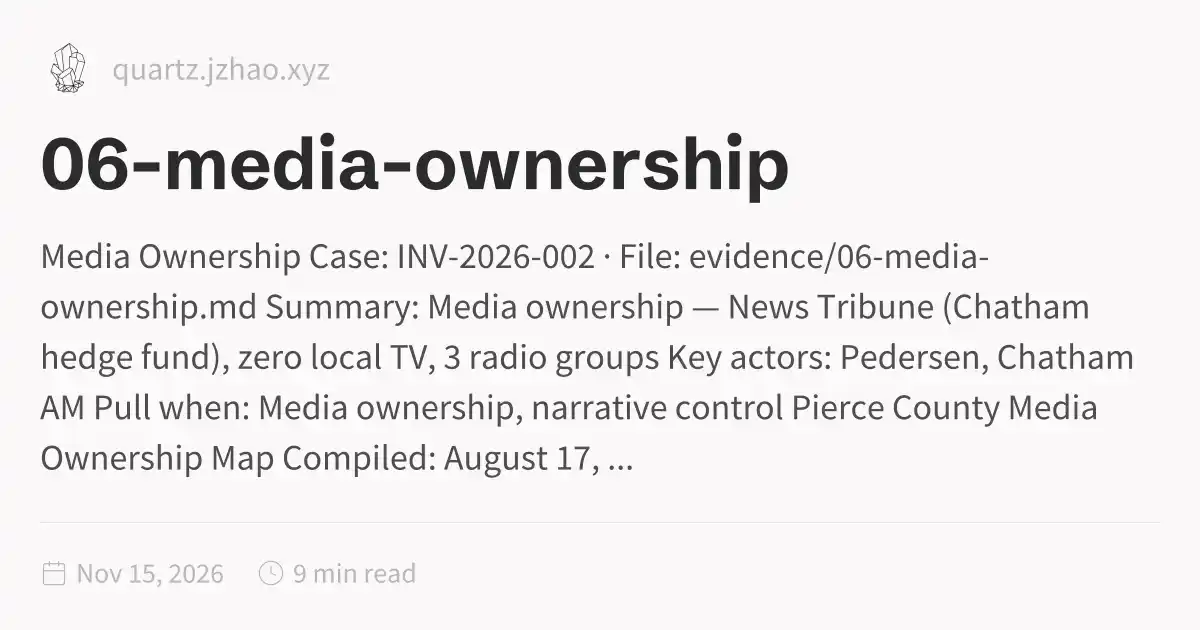 quartz.jzhao.xyz
06-media-ownership
Media Ownership Case: INV-2026-002 · File: evidence/06-media-
ownership.md Summary: Media ownership — News Tribune (Chatham
hedge fund), zero local TV, 3 radio groups Key actors: Pedersen, Chatham
AM Pull when: Media ownership, narrative control Pierce County Media
Ownership Map Compiled: August 17, ...
Nov 15, 2026 9 min read